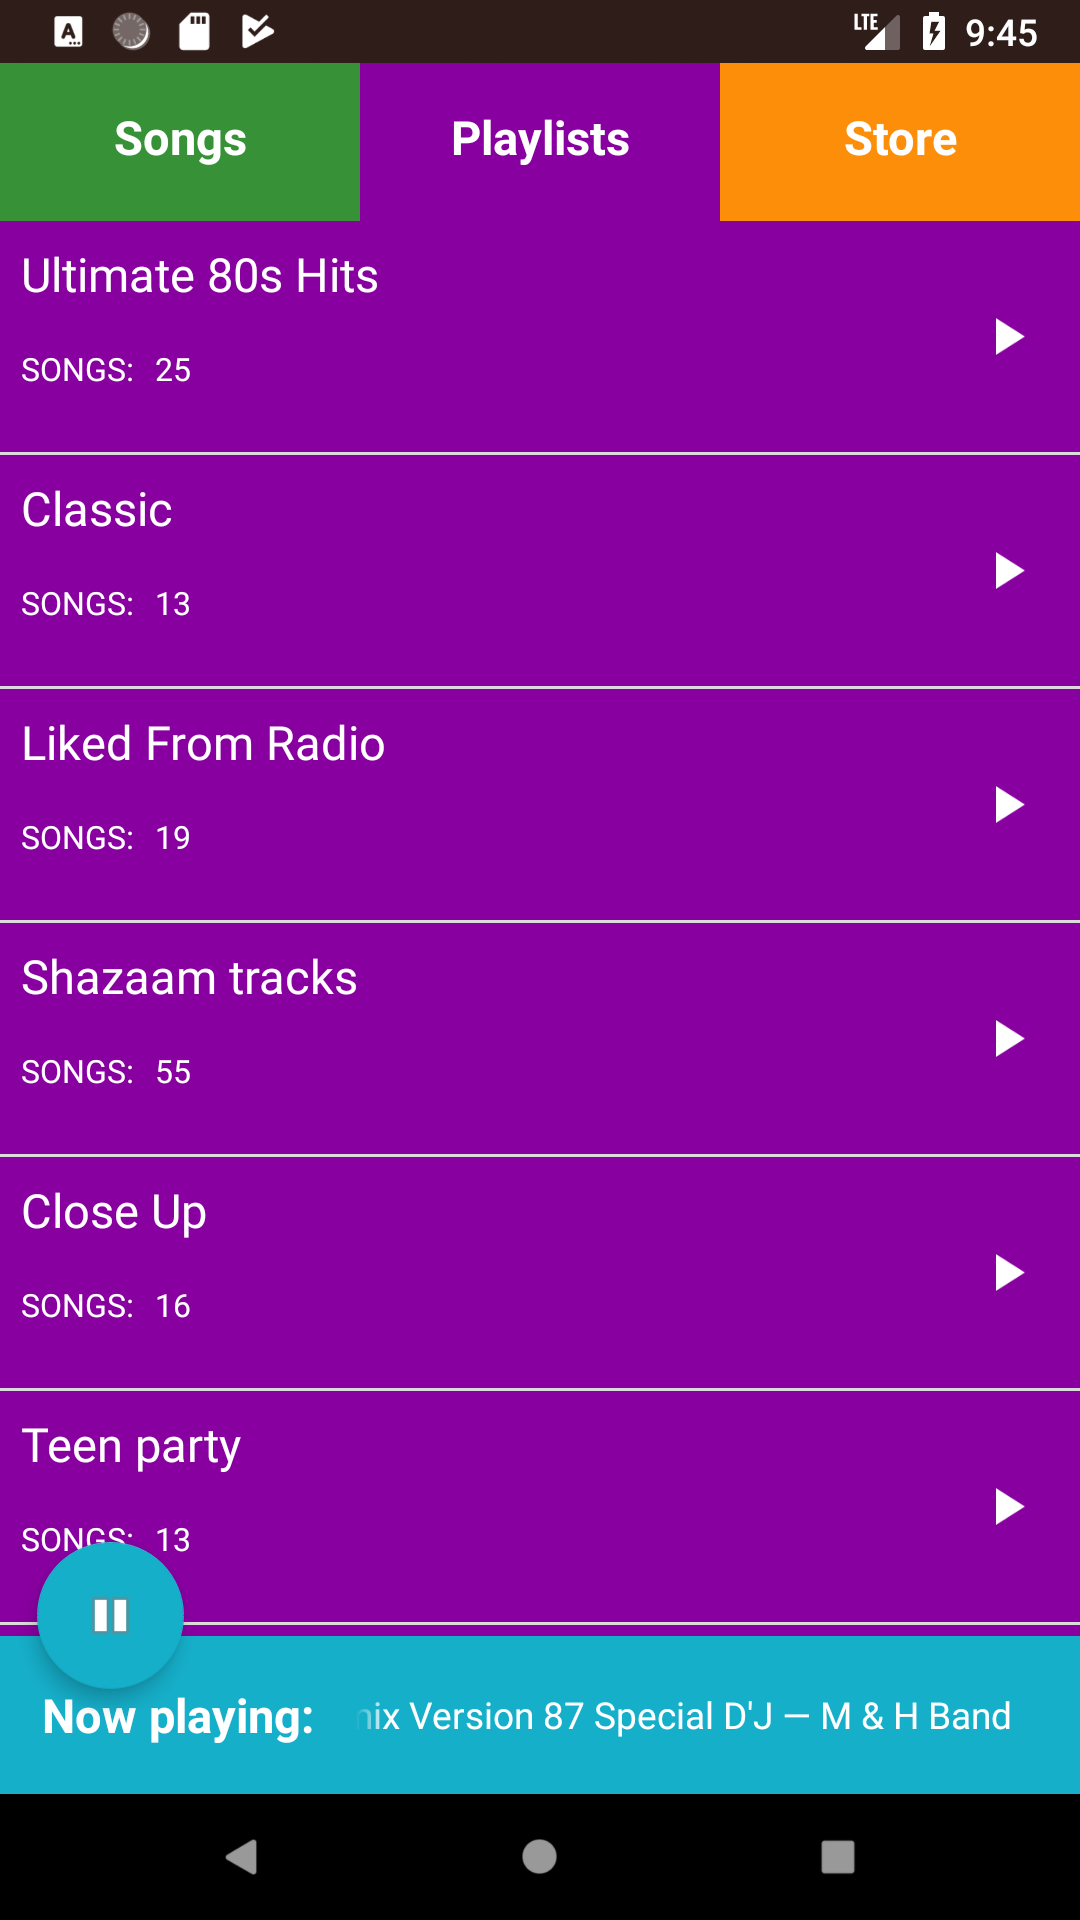 LTE 9:45
Songs Playlists Store
Ultimate 80s Hits
SONGS: 25
Classic
SONGS: 13
Liked From Radio
SONGS: 19
Shazaam tracks
SONGS: 55
Close Up
SONGS: 16
Teen party
SONGS: 13
Now playing: mix Version 87 Special D'J — M & H Band